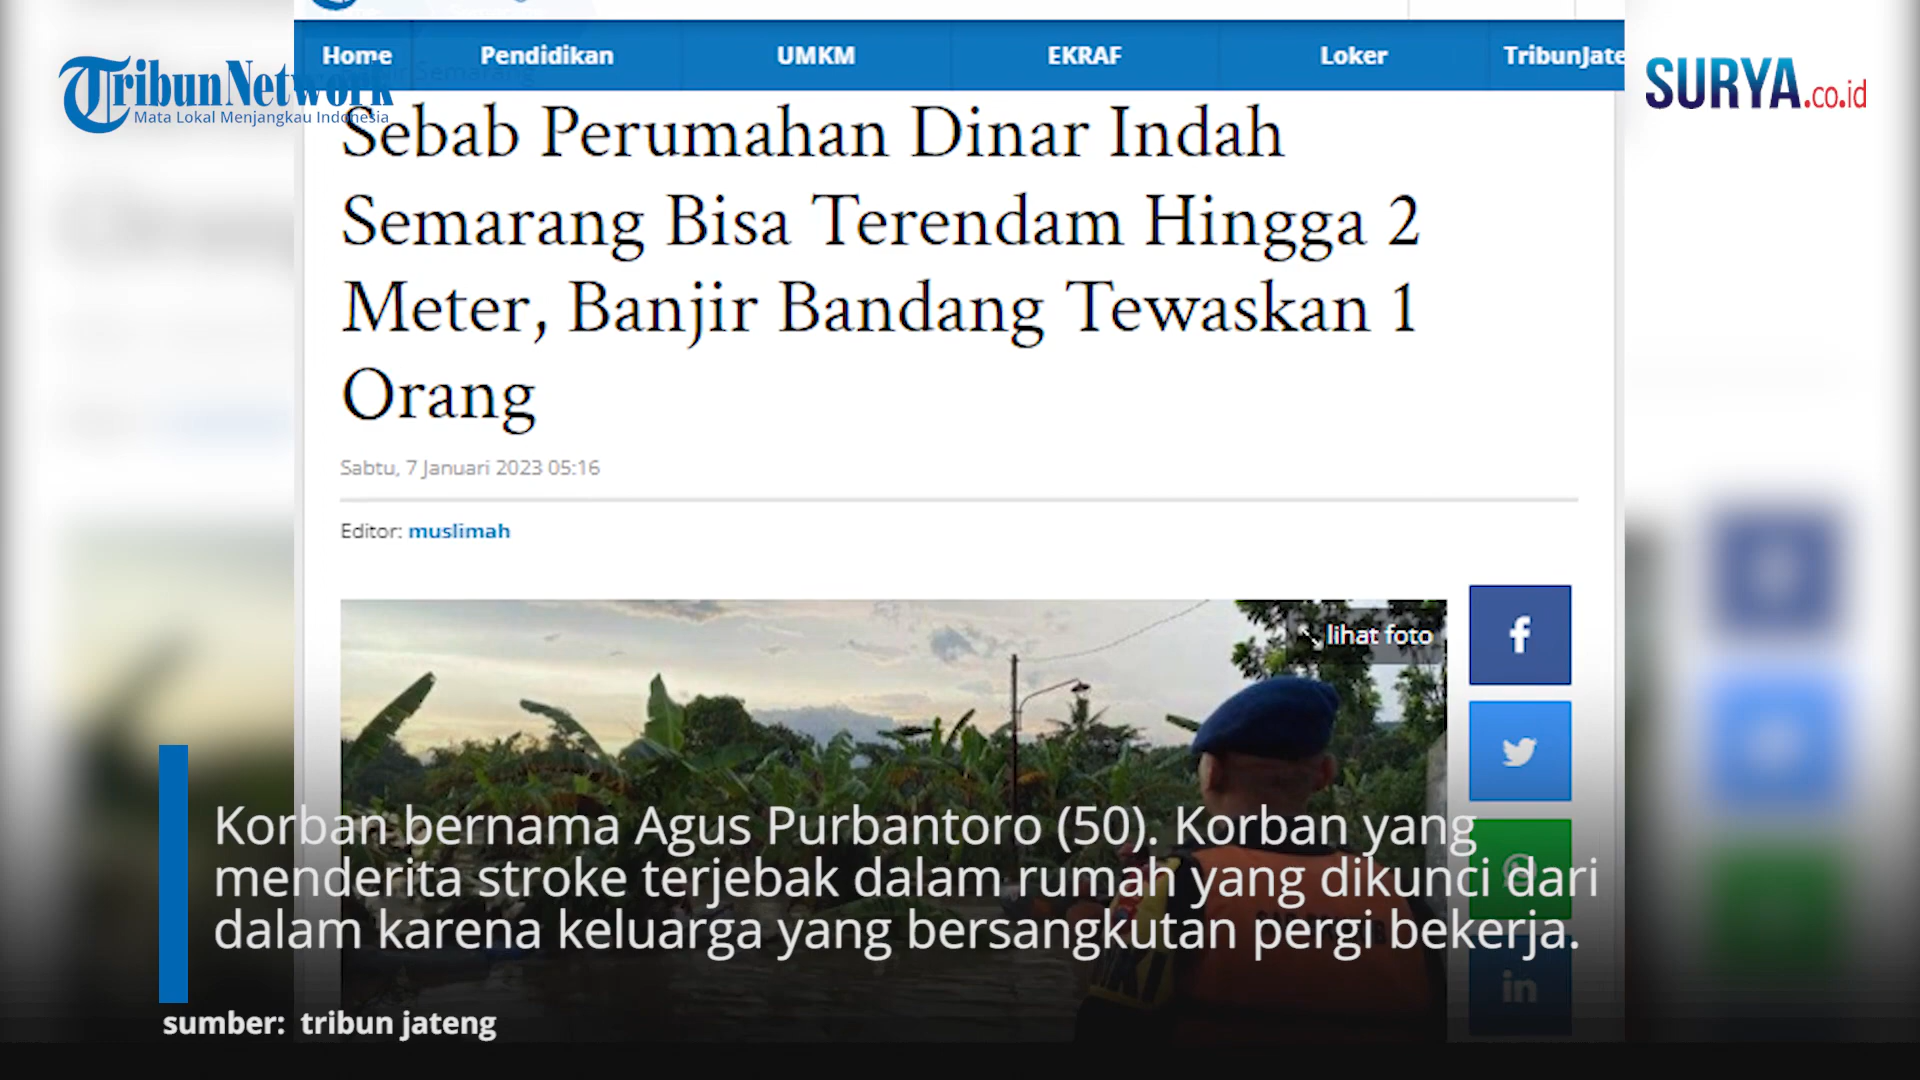 Home Pendidikan UMKM EKRAF Loker TribunJate
TribunNetwork
Mata Lokal Menjangkau Indonesia
SURYA.co.id
Sebab Perumahan Dinar Indah
Semarang Bisa Terendam Hingga 2
Meter, Banjir Bandang Tewaskan 1
Orang
Sabtu, 7 Januari 2023 05:16
Editor: muslimah
lihat foto
Korban bernama Agus Purbantoro (50). Korban yang
menderita stroke terjebak dalam rumah yang dikunci dari
dalam karena keluarga yang bersangkutan pergi bekerja.
sumber: tribun jateng